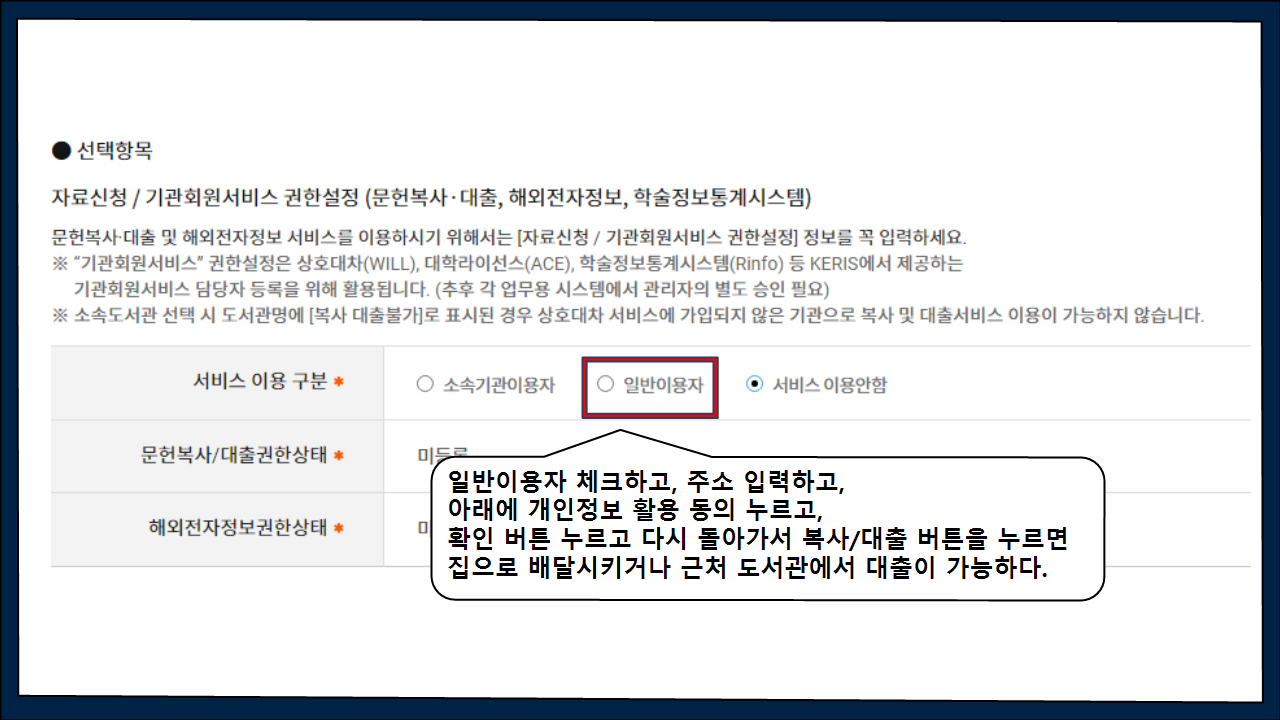 ● 선택항목
자료신청 / 기관회원서비스 권한설정 (문헌복사·대출, 해외전자정보, 학술정보통계시스템)
문헌복사·대출 및 해외전자정보 서비스를 이용하시기 위해서는 [자료신청 / 기관회원서비스 권한설정] 정보를 꼭 입력하세요.
※ “기관회원서비스” 권한설정은 상호대차(WILL), 대학라이선스(ACE), 학술정보통계시스템(Rinfo) 등 KERIS에서 제공하는
기관회원서비스 담당자 등록을 위해 활용됩니다. (추후 각 업무용 시스템에서 관리자의 별도 승인 필요)
※ 소속도서관 선택 시 도서관명에 [복사 대출불가]로 표시된 경우 상호대차 서비스에 가입되지 않은 기관으로 복사 및 대출서비스 이용이 가능하지 않습니다.
서비스 이용 구분 * 소속기관이용자 일반이용자 서비스 이용안함
문헌복사/대출권한상태 * 미등록
해외전자정보권한상태 *
일반이용자 체크하고, 주소 입력하고,
아래에 개인정보 활용 동의 누르고,
확인 버튼 누르고 다시 돌아가서 복사/대출 버튼을 누르면
집으로 배달시키거나 근처 도서관에서 대출이 가능하다.